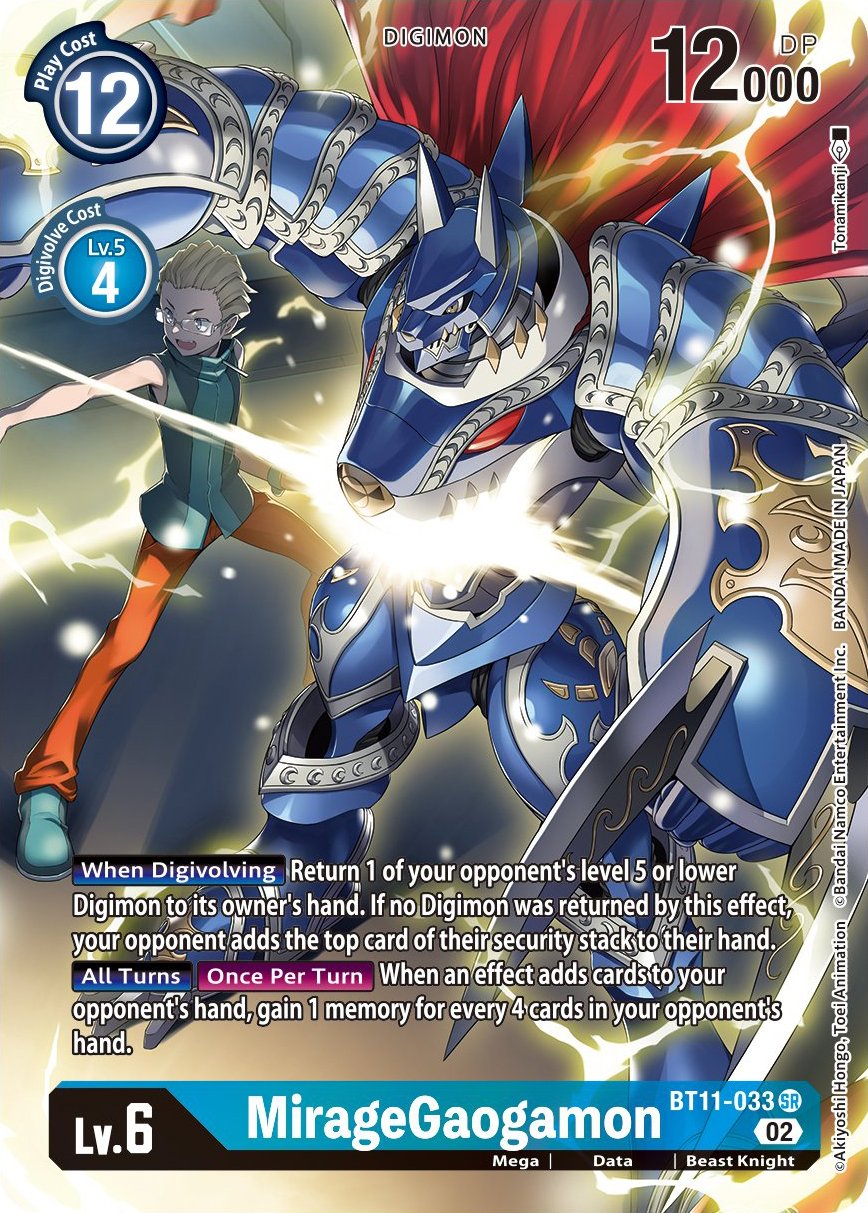 DIGIMON
Play Cost
12
DP
12000
Digivolve Cost
Lv.5
4
Tonamikanji
BANDAI MADE IN JAPAN
©Akiyoshi Hongo, Toei Animation ©Bandai Namco Entertainment Inc.
When Digivolving Return 1 of your opponent's level 5 or lower
Digimon to its owner's hand. If no Digimon was returned by this effect,
your opponent adds the top card of their security stack to their hand.
All Turns Once Per Turn When an effect adds cards to your
opponent's hand, gain 1 memory for every 4 cards in your opponent's
hand.
Lv.6
MirageGaogamon
BT11-033 SR
02
Mega | Data | Beast Knight